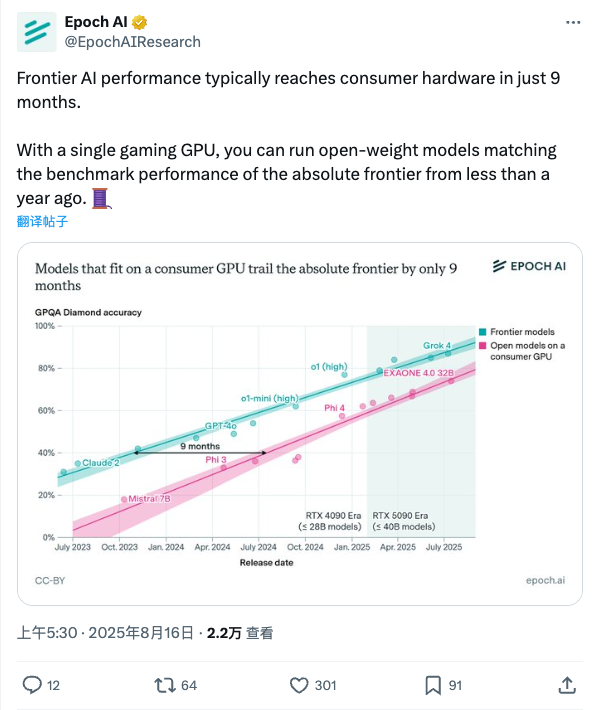 Epoch AI
@EpochAIResearch
Frontier AI performance typically reaches consumer hardware in just 9
months.
With a single gaming GPU, you can run open-weight models matching
the benchmark performance of the absolute frontier from less than a
year ago. 🧵
翻译帖子
Models that fit on a consumer GPU trail the absolute frontier by only 9
months
EPOCH AI
GPQA Diamond accuracy
100%
80%
60%
40%
20%
0%
Frontier models
Open models on a
consumer GPU
Grok 4
o1 (high)
EXAONE 4.0 32B
o1-mini (high)
Phi 4
GPT-4o
9 months
Claude 2
Phi 3
Mistral 7B
RTX 4090 Era
(≤ 28B models)
RTX 5090 Era
(≤ 40B models)
July 2023
Oct. 2023
Jan. 2024
Apr. 2024
July 2024
Oct. 2024
Jan. 2025
Apr. 2025
July 2025
Release date
CC-BY
epoch.ai
上午5:30 · 2025年8月16日 · 2.2万 查看
12
64
301
91